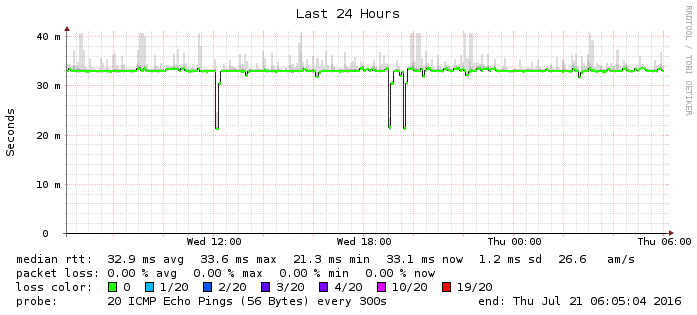 Last 24 Hours
RRDTOOL / TOBI OETIKER
Seconds
40 m
30 m
20 m
10 m
0
Wed 12:00 Wed 18:00 Thu 00:00 Thu 06:00
median rtt: 32.9 ms avg 33.6 ms max 21.3 ms min 33.1 ms now 1.2 ms sd 26.6 am/s
packet loss: 0.00 % avg 0.00 % max 0.00 % min 0.00 % now
loss color: 0 1/20 2/20 3/20 4/20 10/20 19/20
probe: 20 ICMP Echo Pings (56 Bytes) every 300s end: Thu Jul 21 06:05:04 2016